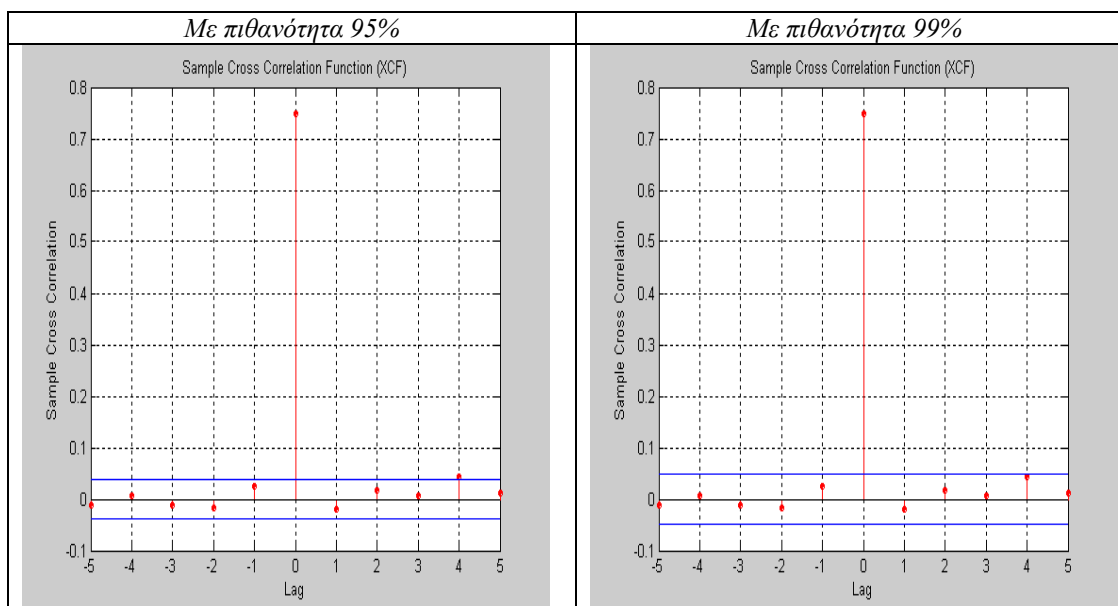 Με πιθανότητα 95%
Με πιθανότητα 99%
Sample Cross Correlation Function (XCF)
Sample Cross Correlation
0.8
0.7
0.6
0.5
0.4
0.3
0.2
0.1
0
-0.1
-5 -4 -3 -2 -1 0 1 2 3 4 5
Lag
Sample Cross Correlation Function (XCF)
Sample Cross Correlation
0.8
0.7
0.6
0.5
0.4
0.3
0.2
0.1
0
-0.1
-5 -4 -3 -2 -1 0 1 2 3 4 5
Lag